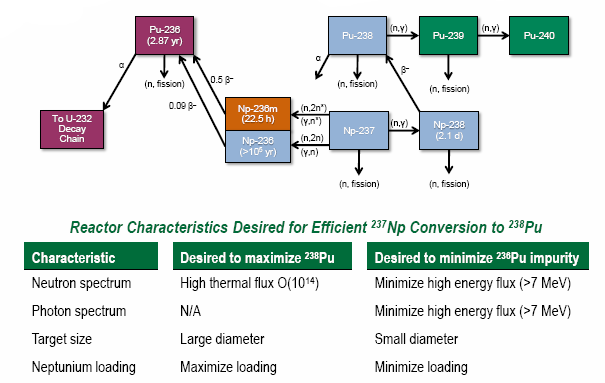 Pu-236
(2.87 yr)
Pu-238
(n,γ)
Pu-239
(n,γ)
Pu-240
α
(n, fission)
0.5 β⁻
α
(n, fission)
β⁻
(n, fission)
0.09 β⁻
To U-232
Decay
Chain
Np-236m
(22.5 h)
(n,2n*)
(γ,n*)
Np-236
(>10⁵ yr)
(n,2n)
(γ,n)
Np-237
(n,γ)
Np-238
(2.1 d)
(n, fission)
(n, fission)
Reactor Characteristics Desired for Efficient ²³⁷Np Conversion to ²³⁸Pu
Characteristic
Desired to maximize ²³⁸Pu
Desired to minimize ²³⁶Pu impurity
Neutron spectrum
High thermal flux O(10¹⁴)
Minimize high energy flux (>7 MeV)
Photon spectrum
N/A
Minimize high energy flux (>7 MeV)
Target size
Large diameter
Small diameter
Neptunium loading
Maximize loading
Minimize loading